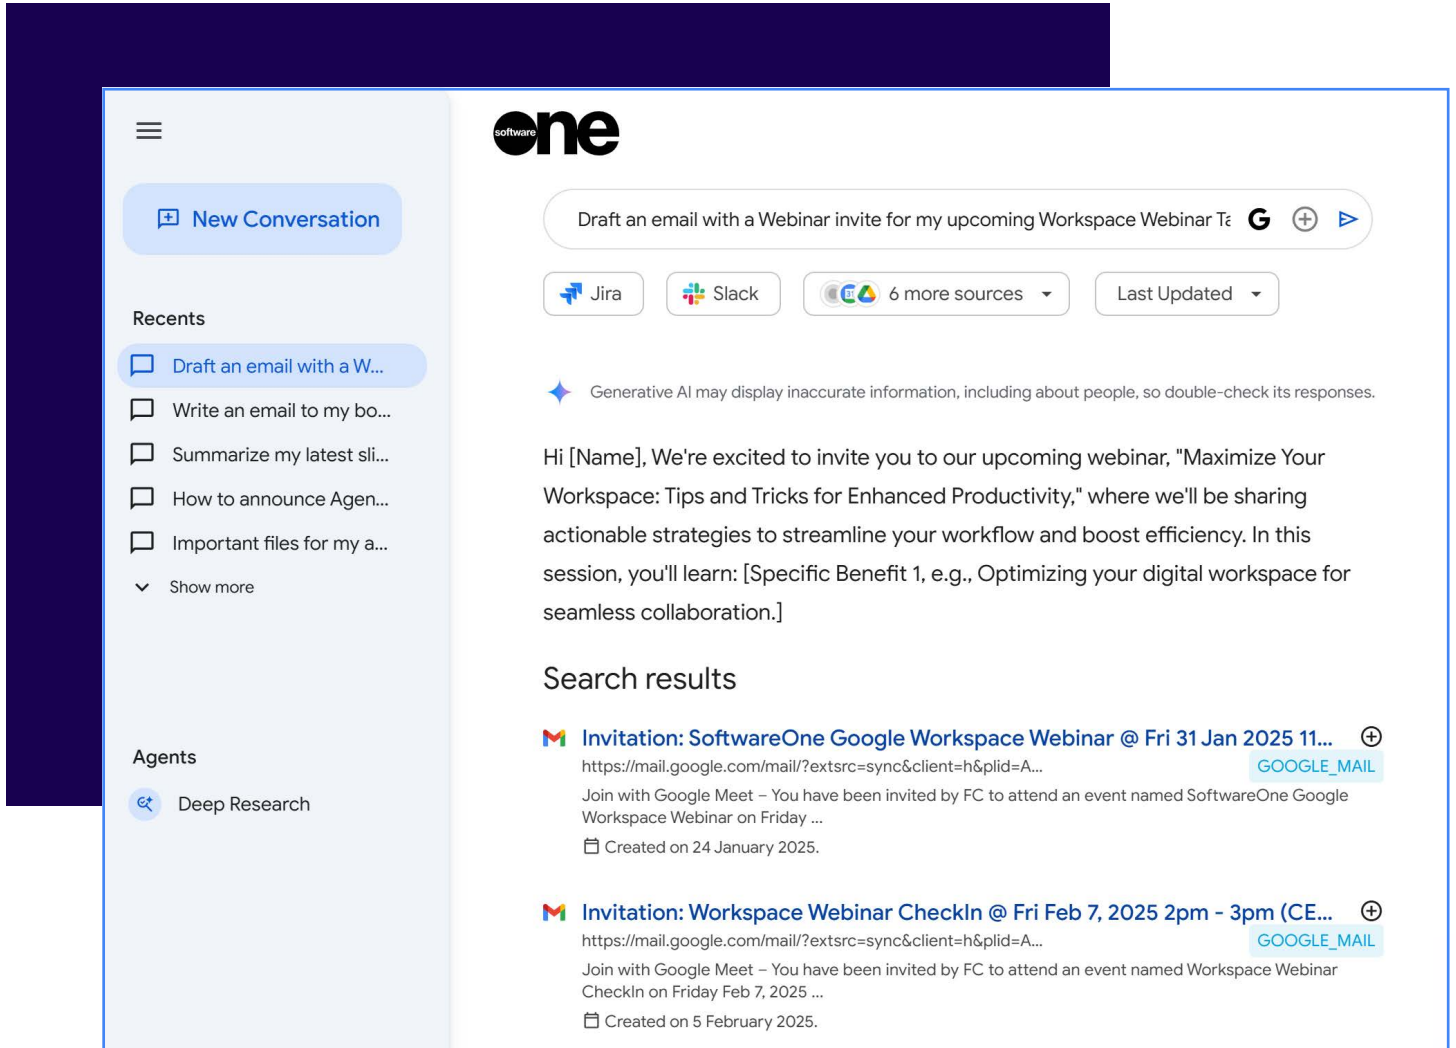 software one
New Conversation
Draft an email with a Webinar invite for my upcoming Workspace Webinar Ta
Jira
Slack
31
6 more sources
Last Updated
Recents
Draft an email with a W...
Write an email to my bo...
Summarize my latest sli...
How to announce Agen...
Important files for my a...
Show more
Generative AI may display inaccurate information, including about people, so double-check its responses.
Hi [Name], We're excited to invite you to our upcoming webinar, "Maximize Your
Workspace: Tips and Tricks for Enhanced Productivity," where we'll be sharing
actionable strategies to streamline your workflow and boost efficiency. In this
session, you'll learn: [Specific Benefit 1, e.g., Optimizing your digital workspace for
seamless collaboration.]
Search results
Agents
Deep Research
Invitation: SoftwareOne Google Workspace Webinar @ Fri 31 Jan 2025 11...
https://mail.google.com/mail/?extsrc=sync&client=h&plid=A...
GOOGLE_MAIL
Join with Google Meet – You have been invited by FC to attend an event named SoftwareOne Google
Workspace Webinar on Friday ...
Created on 24 January 2025.
Invitation: Workspace Webinar CheckIn @ Fri Feb 7, 2025 2pm - 3pm (CE...
https://mail.google.com/mail/?extsrc=sync&client=h&plid=A...
GOOGLE_MAIL
Join with Google Meet – You have been invited by FC to attend an event named Workspace Webinar
CheckIn on Friday Feb 7, 2025 ...
Created on 5 February 2025.